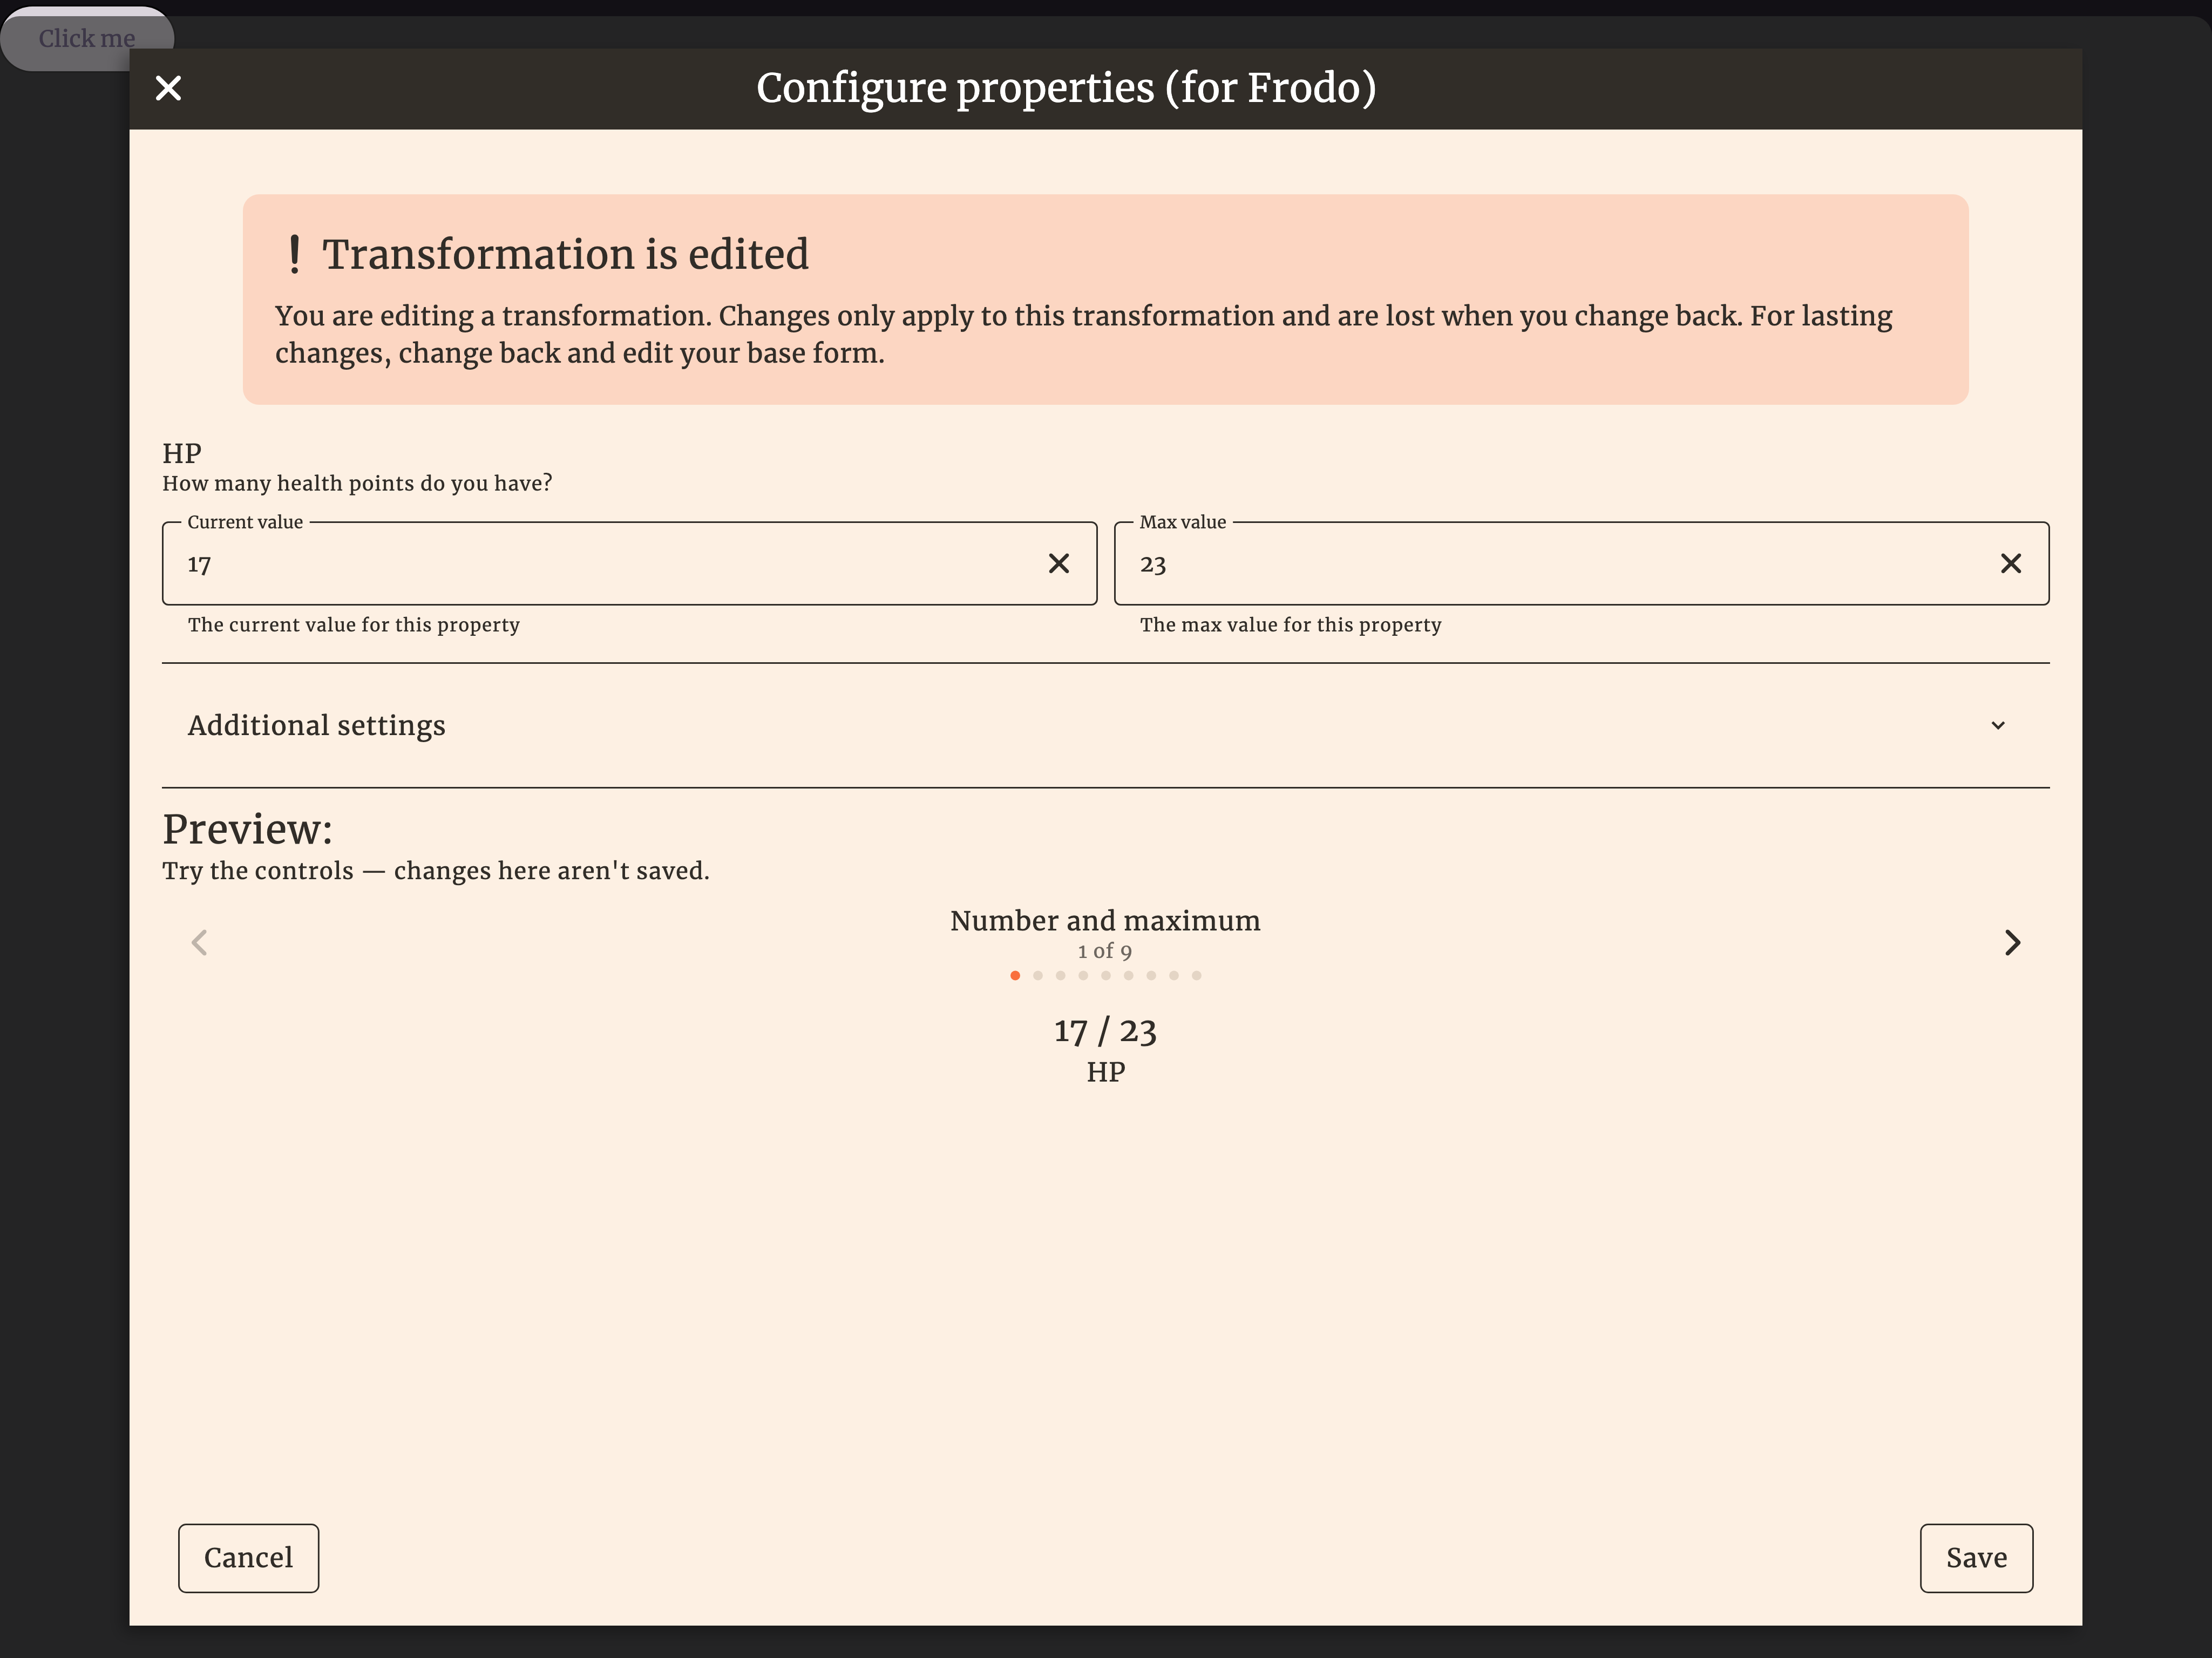 Click me
Configure properties (for Frodo)
! Transformation is edited
You are editing a transformation. Changes only apply to this transformation and are lost when you change back. For lasting
changes, change back and edit your base form.
HP
How many health points do you have?
Current value
17
The current value for this property
Max value
23
The max value for this property
Additional settings
Preview:
Try the controls — changes here aren't saved.
Number and maximum
1 of 9
17 / 23
HP
Cancel
Save